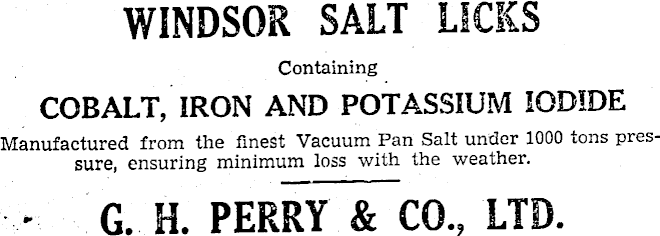 WINDSOR SALT LICKS
Containing
COBALT, IRON AND POTASSIUM IODIDE
Manufactured from the finest Vacuum Pan Salt under 1000 tons pres-
sure, ensuring minimum loss with the weather.
G. H. PERRY & CO., LTD.